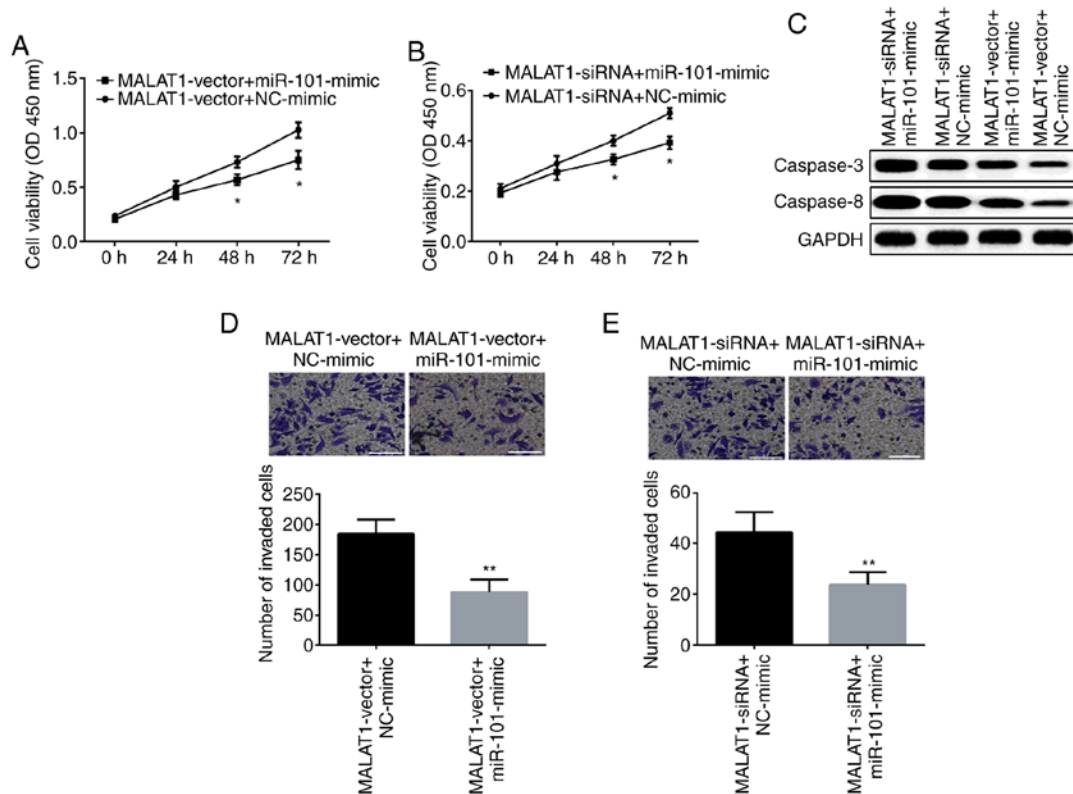 A
MALAT1-vector+miR-101-mimic
MALAT1-vector+NC-mimic
Cell viability (OD 450 nm)
1.5
1.0
0.5
0.0
0 h
24 h
48 h
72 h
*
*
B
MALAT1-siRNA+miR-101-mimic
MALAT1-siRNA+NC-mimic
Cell viability (OD 450 nm)
0.6
0.4
0.2
0.0
0 h
24 h
48 h
72 h
*
*
C
MALAT1-siRNA+
miR-101-mimic
MALAT1-siRNA+
NC-mimic
MALAT1-vector+
miR-101-mimic
MALAT1-vector+
NC-mimic
Caspase-3
Caspase-8
GAPDH
D
MALAT1-vector+
NC-mimic
MALAT1-vector+
miR-101-mimic
Number of invaded cells
250
200
150
100
50
0
**
MALAT1-vector+
NC-mimic
MALAT1-vector+
miR-101-mimic
E
MALAT1-siRNA+
NC-mimic
MALAT1-siRNA+
miR-101-mimic
Number of invaded cells
60
40
20
0
**
MALAT1-siRNA+
NC-mimic
MALAT1-siRNA+
miR-101-mimic